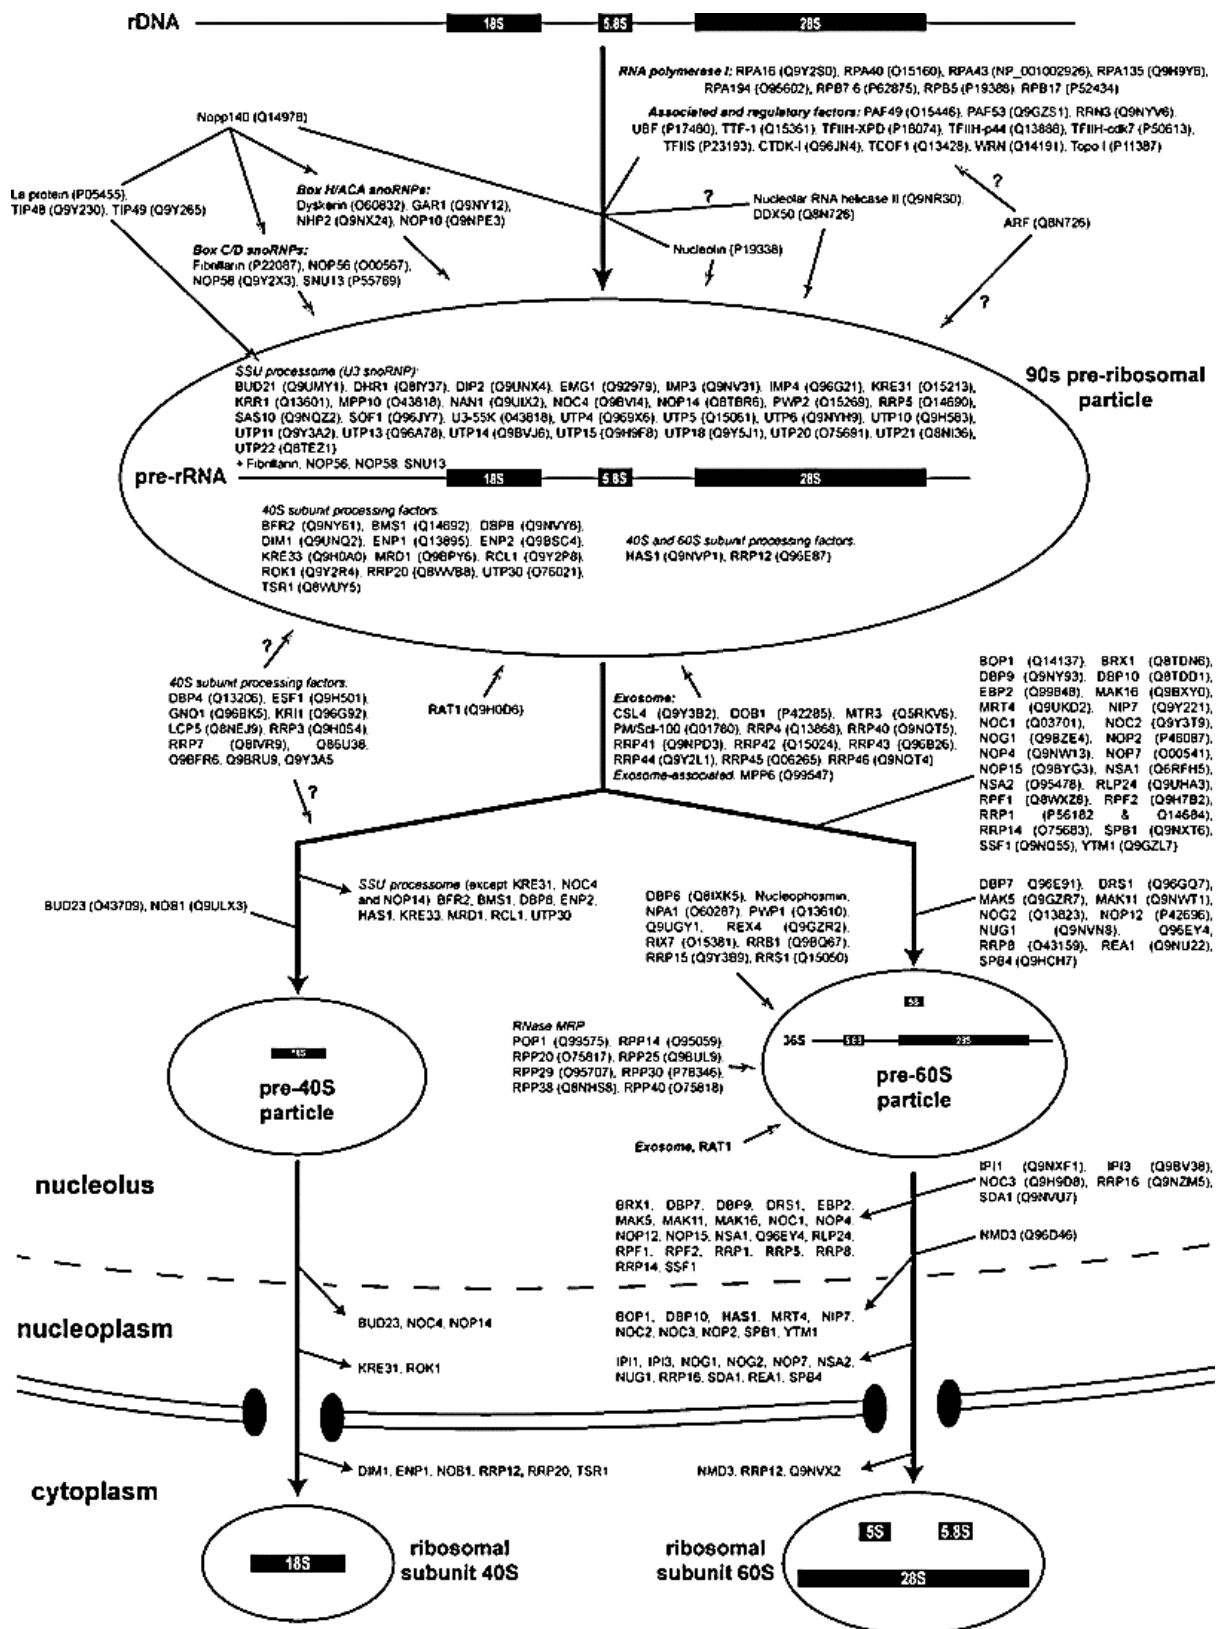 rDNA
18S 5.8S 28S
RNA polymerase I: RPA16 (Q9Y2S0), RPA40 (O15160), RPA43 (NP_001002926), RPA135 (Q9H9Y6)
RPA194 (O95602), RPB7.6 (P62875), RPB5 (P19388), RPB17 (P52434)
Associated and regulatory factors: PAF49 (O15446), PAF53 (Q9GZS1), RRN3 (Q9NYV6),
UBF (P17480), TTF-1 (Q15361), TFIIH-XPD (P18074), TFIIH-p44 (Q13888), TFIIH-cdk7 (P50613)
TFIIS (P23193), CTDK-I (Q96JN4), TCOF1 (Q13428), WRN (Q14191), Topo I (P11387)
Nopp140 (Q14978)
La protein (P05455),
TIP48 (Q9Y230), TIP49 (Q9Y265)
Box H/ACA snoRNPs:
Dyskerin (O60832), GAR1 (Q9NY12),
NHP2 (Q9NX24), NOP10 (Q9NPE3)
Box C/D snoRNPs:
Fibrillarin (P22087), NOP56 (O00567),
NOP58 (Q9Y2X3), SNU13 (P55769)
?
Nucleolar RNA helicase II (Q9NR30),
DDX50 (Q8N726)
Nucleolin (P19338)
?
ARF (Q8N726)
?
90s pre-ribosomal
particle
SSU processome (U3 snoRNP):
BUD21 (Q9UMY1), DHR1 (Q8IY37), DIP2 (Q9UNX4), EMG1 (Q92979), IMP3 (Q9NV31), IMP4 (Q96G21), KRE31 (O15213),
KRR1 (Q13601), MPP10 (O43818), NAN1 (Q9UIX2), NOC4 (Q9BVI4), NOP14 (Q8TBR6), PWP2 (Q15269), RRP5 (Q14690),
SAS10 (Q9NQZ2), SOF1 (Q96JY7), U3-55K (O43818), UTP4 (Q969X6), UTP5 (Q15061), UTP6 (Q9NYH9), UTP10 (Q9H583),
UTP11 (Q9Y3A2), UTP13 (Q96A78), UTP14 (Q9BVJ6), UTP15 (Q9H9F8), UTP18 (Q9Y5J1), UTP20 (O75691), UTP21 (Q8NI36),
UTP22 (Q8TEZ1)
+ Fibrillarin, NOP56, NOP58, SNU13
pre-rRNA
18S 5.8S 28S
40S subunit processing factors.
BFR2 (Q9NY61), BMS1 (Q14692), DBP8 (Q9NVY6),
DIM1 (Q9UNQ2), ENP1 (Q13895), ENP2 (Q9BSC4),
KRE33 (Q9H0A0), MRD1 (Q9BPY6), RCL1 (Q9Y2P8),
ROK1 (Q9Y2R4), RRP20 (Q8WVB8), UTP30 (O76021),
TSR1 (Q8WUY5)
40S and 60S subunit processing factors.
HAS1 (Q9NVP1), RRP12 (Q96E87)
?
40S subunit processing factors.
DBP4 (Q13206), ESF1 (Q9H501),
GNO1 (Q96BK5), KRI1 (Q96G92),
LCP5 (Q8NEJ9), RRP3 (Q9H0S4),
RRP7 (Q8IVR9), Q86U38,
Q9BFR6, Q9BRU9, Q9Y3A5
?
RAT1 (Q9H0D6)
Exosome:
CSL4 (Q9Y3B2), DOB1 (P42285), MTR3 (Q5RKV6),
PM/Scl-100 (Q01780), RRP4 (Q13868), RRP40 (Q9NQT5),
RRP41 (Q9NPD3), RRP42 (Q15024), RRP43 (Q96B26),
RRP44 (Q9Y2L1), RRP45 (Q06265), RRP46 (Q9NQT4)
Exosome-associated. MPP6 (Q99547)
BOP1 (Q14137), BRX1 (Q8TDN6),
DBP9 (Q9NY93), DBP10 (Q8TDD1),
EBP2 (Q99848), MAK16 (Q9BXY0),
MRT4 (Q9UKD2), NIP7 (Q9Y221),
NOC1 (Q03701), NOC2 (Q9Y3T9),
NOG1 (Q9BZE4), NOP2 (P46087),
NOP4 (Q9NW13), NOP7 (O00541),
NOP15 (Q9BYG3), NSA1 (Q6RFH5),
NSA2 (O95478), RLP24 (Q9UHA3),
RPF1 (Q8WXZ8), RPF2 (Q9H7B2),
RRP1 (P56182 & Q14684),
RRP14 (O75683), SPB1 (Q9NXT6),
SSF1 (Q9NQ55), YTM1 (Q9GZL7)
BUD23 (O43709), NOB1 (Q9ULX3)
SSU processome (except KRE31, NOC4
and NOP14), BFR2, BMS1, DBP8, ENP2,
HAS1, KRE33, MRD1, RCL1, UTP30
DBP6 (Q8IXK5), Nucleophosmin,
NPA1 (O60287), PWP1 (Q13610),
Q9UGY1, REX4 (Q9GZR2),
RIX7 (O15381), RRB1 (Q9BQ67),
RRP15 (Q9Y3B9), RRS1 (Q15050)
DBP7 Q96E91), DRS1 (Q96GQ7),
MAK5 (Q9GZR7), MAK11 (Q9NWT1),
NOG2 (Q13823), NOP12 (P42696),
NUG1 (Q9NVN8), Q96EY4,
RRP8 (O43159), REA1 (Q9NU22),
SPB4 (Q9HCH7)
RNase MRP
POP1 (Q99575), RPP14 (O95059),
RPP20 (O75817), RPP25 (Q9BUL9),
RPP29 (O95707), RPP30 (P78346),
RPP38 (Q8NHS8), RPP40 (O75818)
18S
pre-40S
particle
5S
36S 5.8S 28S
pre-60S
particle
Exosome, RAT1
nucleolus
IPI1 (Q9NXF1), IPI3 (Q9BV38),
NOC3 (Q9H9D8), RRP16 (Q9NZM5),
SDA1 (Q9NVU7)
BRX1, DBP7, DBP9, DRS1, EBP2,
MAK5, MAK11, MAK16, NOC1, NOP4,
NOP12, NOP15, NSA1, Q96EY4, RLP24,
RPF1, RPF2, RRP1, RRP5, RRP8,
RRP14, SSF1
NMD3 (Q96D46)
nucleoplasm
BUD23, NOC4, NOP14
BOP1, DBP10, HAS1, MRT4, NIP7,
NOC2, NOC3, NOP2, SPB1, YTM1
KRE31, ROK1
IPI1, IPI3, NOG1, NOG2, NOP7, NSA2,
NUG1, RRP16, SDA1, REA1, SPB4
cytoplasm
DIM1, ENP1, NOB1, RRP12, RRP20, TSR1
NMD3, RRP12, Q9NVX2
18S
ribosomal
subunit 40S
ribosomal
subunit 60S
5S 5.8S
28S